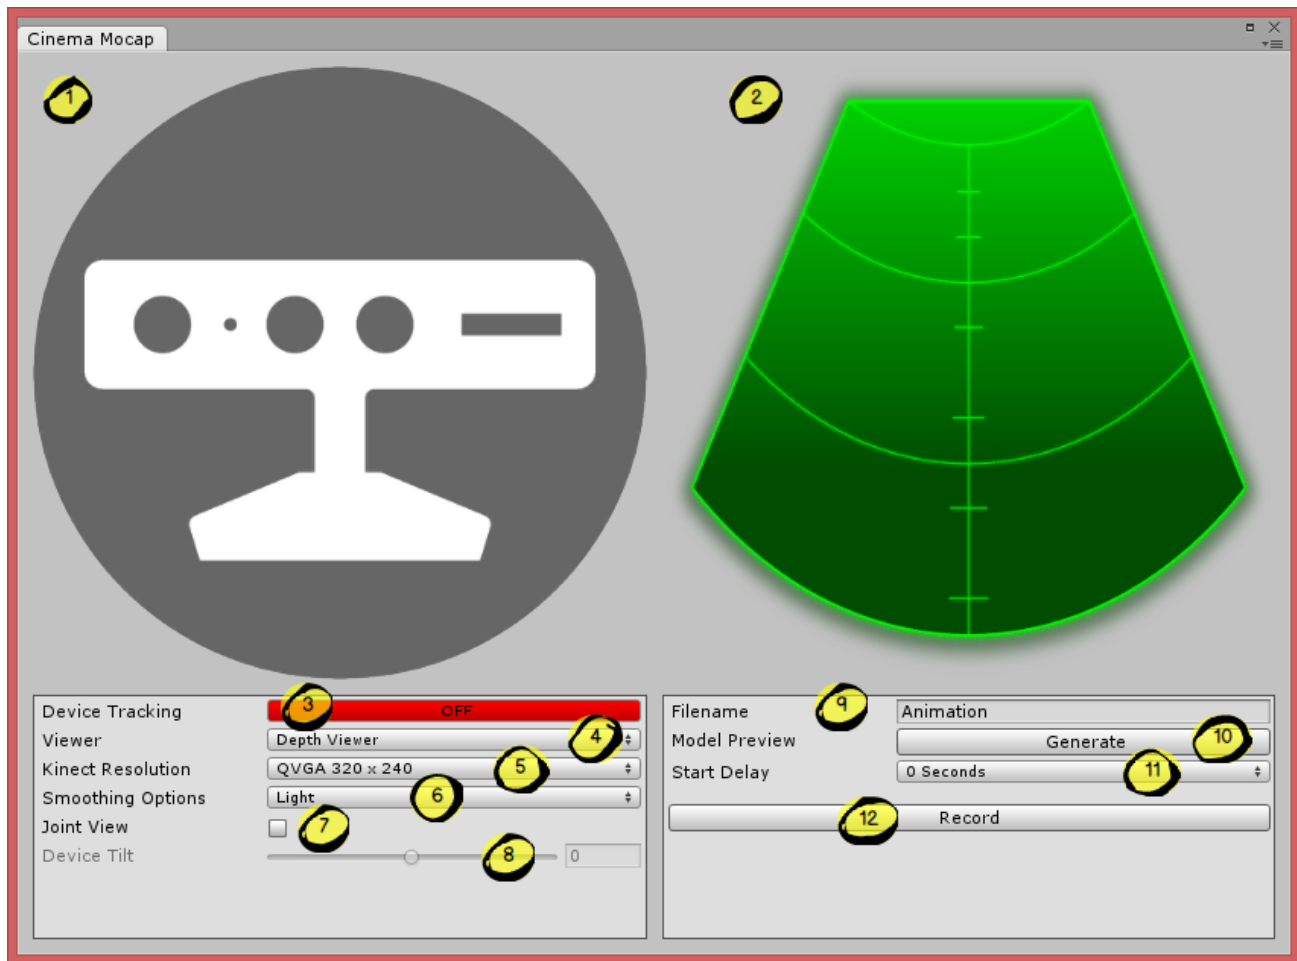 Cinema Mocap
1
2
Device Tracking 3 OFF
Viewer Depth Viewer 4
Kinect Resolution QVGA 320 x 240 5
Smoothing Options Light 6
Joint View 7
Device Tilt 8 0
Filename 9 Animation
Model Preview Generate 10
Start Delay 0 Seconds 11
12 Record